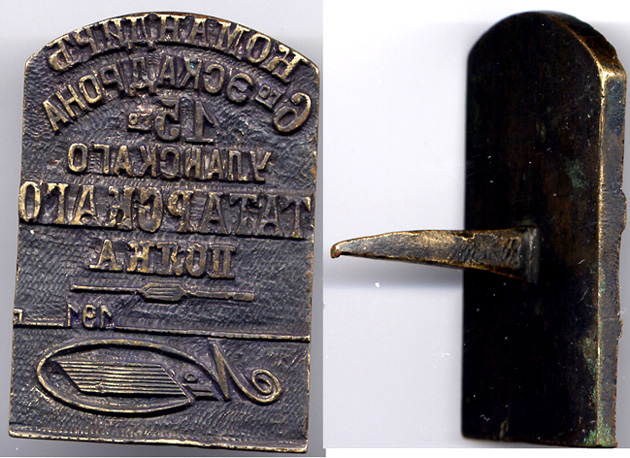 КОМАНДИРЪ
6го ЭСКАДРОНА
15го
УЛАНСКАГО
ТАТАРСКАГО
ПОЛКА
191 г.
№